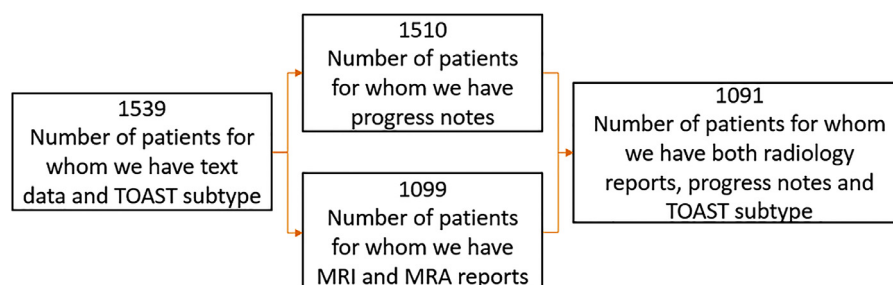 1539
Number of patients for
whom we have text
data and TOAST subtype
1510
Number of patients
for whom we have
progress notes
1099
Number of patients
for whom we have
MRI and MRA reports
1091
Number of patients for whom
we have both radiology
reports, progress notes and
TOAST subtype